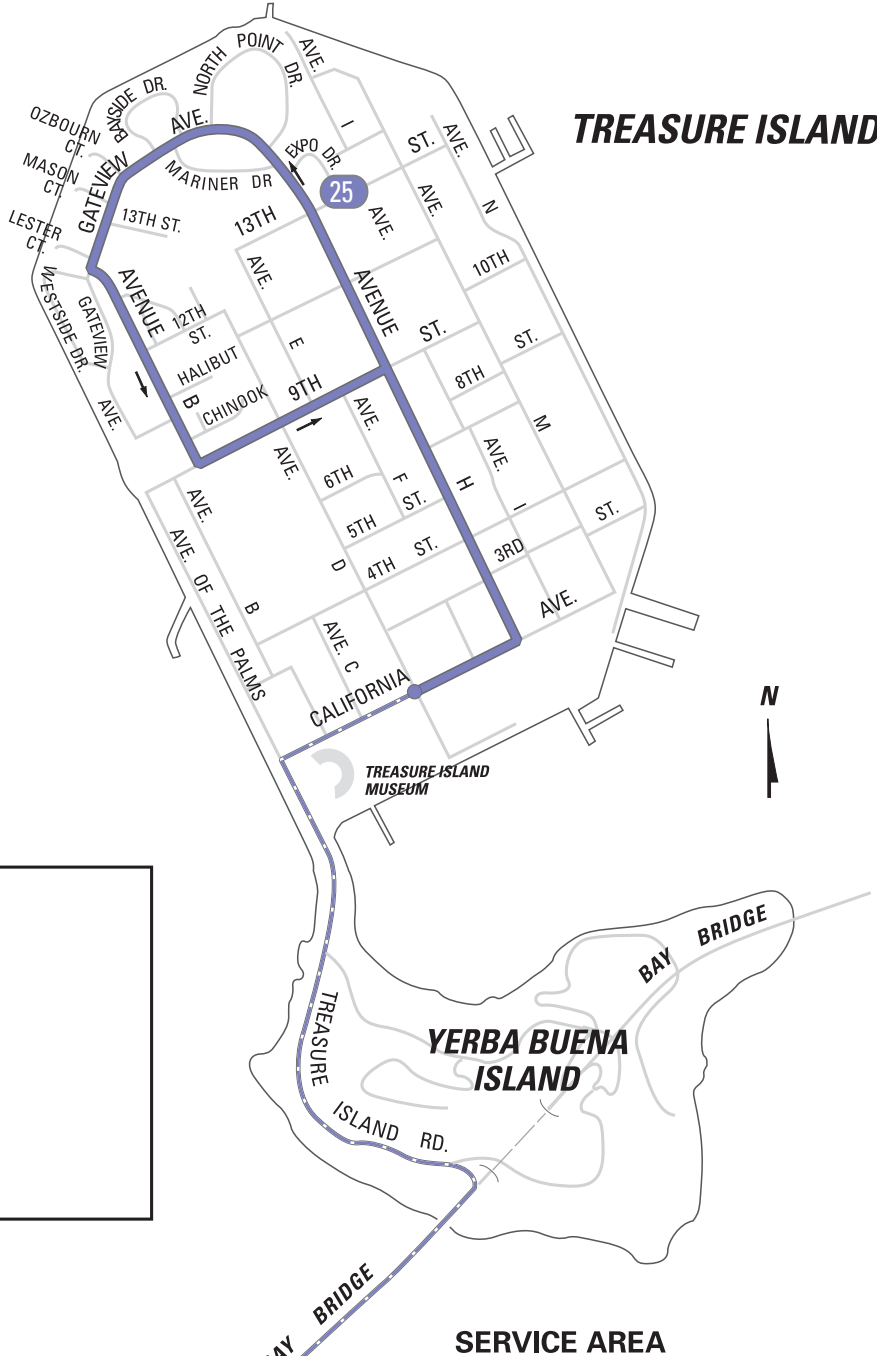 TREASURE ISLAND
NORTH POINT DR.
AVE.
BAYSIDE DR.
OZBOURN
CT.
MASON
CT.
LESTER
CT.
GATEVIEW AVE.
MARINER DR
EXPO DR.
25
I
ST.
AVE.
N
13TH ST.
13TH
AVE.
AVE.
10TH
WESTSIDE DR.
GATEVIEW
AVE.
AVENUE
12TH
ST.
AVE.
AVENUE
ST.
ST.
HALIBUT
E
8TH
B
CHINOOK
9TH
AVE.
M
AVE.
6TH
F
H
AVE.
I
AVE.
5TH
ST.
ST.
AVE. OF THE PALMS
D
4TH
ST.
3RD
B
AVE. C
AVE.
CALIFORNIA
N
TREASURE ISLAND
MUSEUM
BAY BRIDGE
TREASURE
ISLAND RD.
YERBA BUENA
ISLAND
BRIDGE
SERVICE AREA